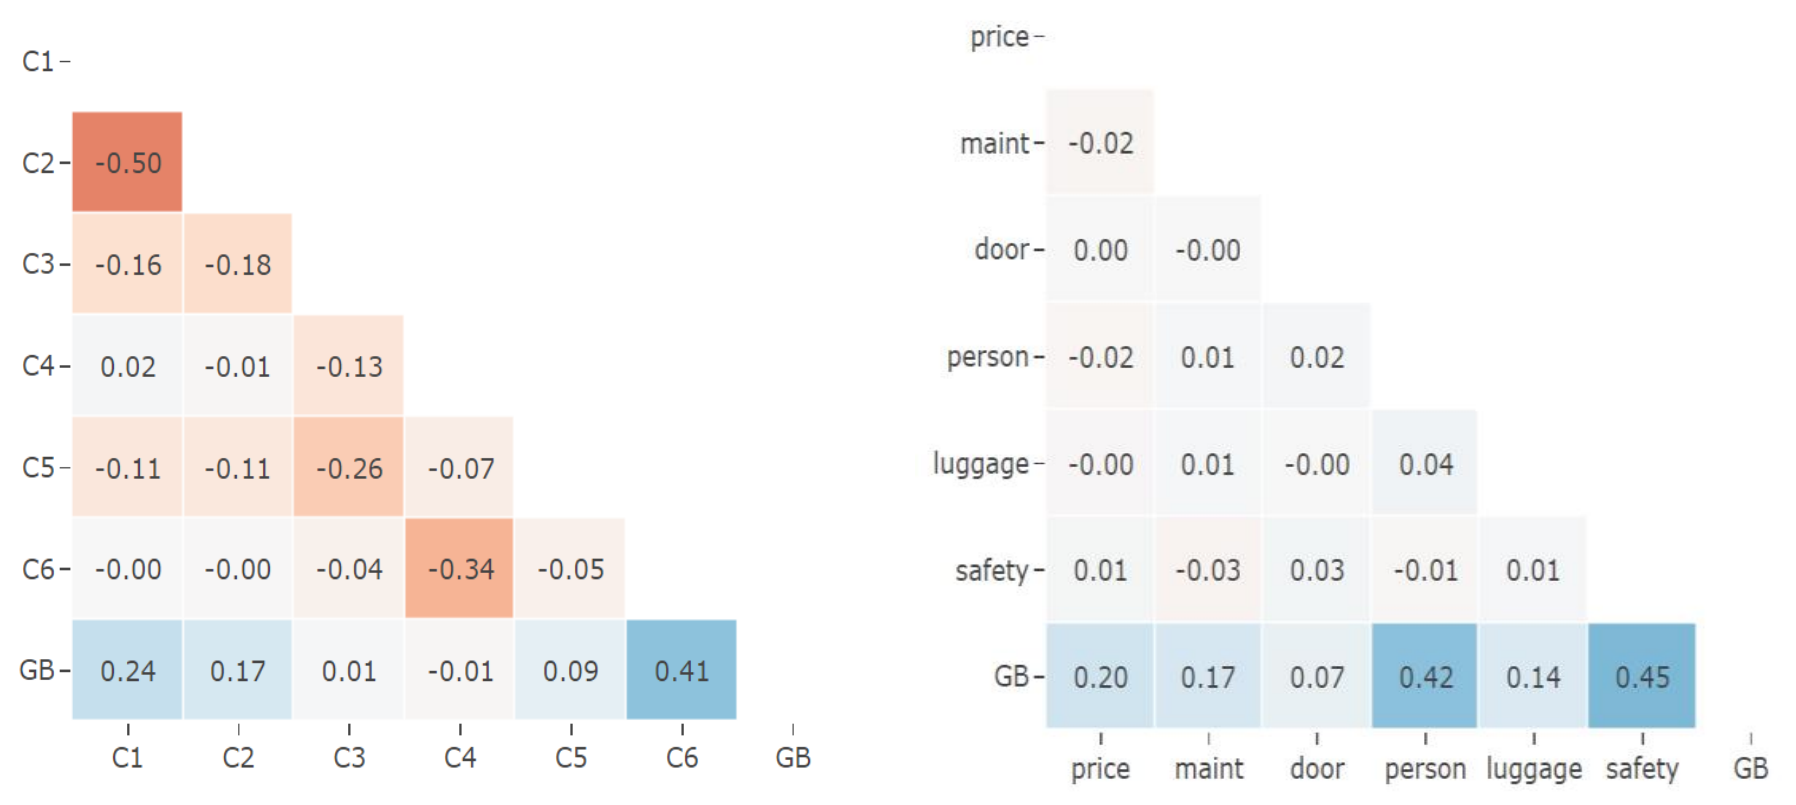 C1
C2 -0.50
C3 -0.16 -0.18
C4 0.02 -0.01 -0.13
C5 -0.11 -0.11 -0.26 -0.07
C6 -0.00 -0.00 -0.04 -0.34 -0.05
GB 0.24 0.17 0.01 -0.01 0.09 0.41
C1 C2 C3 C4 C5 C6 GB
price
maint -0.02
door 0.00 -0.00
person -0.02 0.01 0.02
luggage -0.00 0.01 -0.00 0.04
safety 0.01 -0.03 0.03 -0.01 0.01
GB 0.20 0.17 0.07 0.42 0.14 0.45
price maint door person luggage safety GB